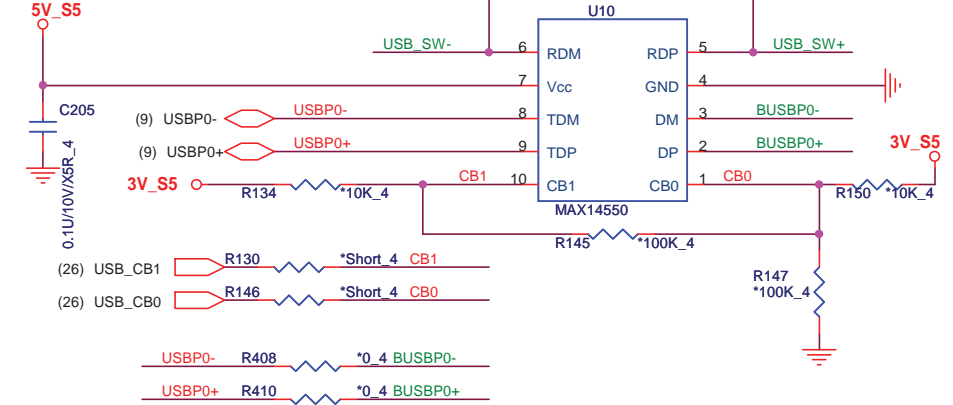 5V_S5
U10
USB_SW-
6
RDM
RDP
5
USB_SW+
7
Vcc
GND
4
C205
(9) USBP0-
USBP0-
8
TDM
DM
3
BUSBP0-
(9) USBP0+
USBP0+
9
TDP
DP
2
BUSBP0+
3V_S5
0.1U/10V/X5R_4
3V_S5
R134
*10K_4
CB1
10
CB1
CB0
1
CB0
R150
*10K_4
MAX14550
R145
*100K_4
(26) USB_CB1
R130
*Short_4
CB1
R147
*100K_4
(26) USB_CB0
R146
*Short_4
CB0
USBP0-
R408
*0_4
BUSBP0-
USBP0+
R410
*0_4
BUSBP0+